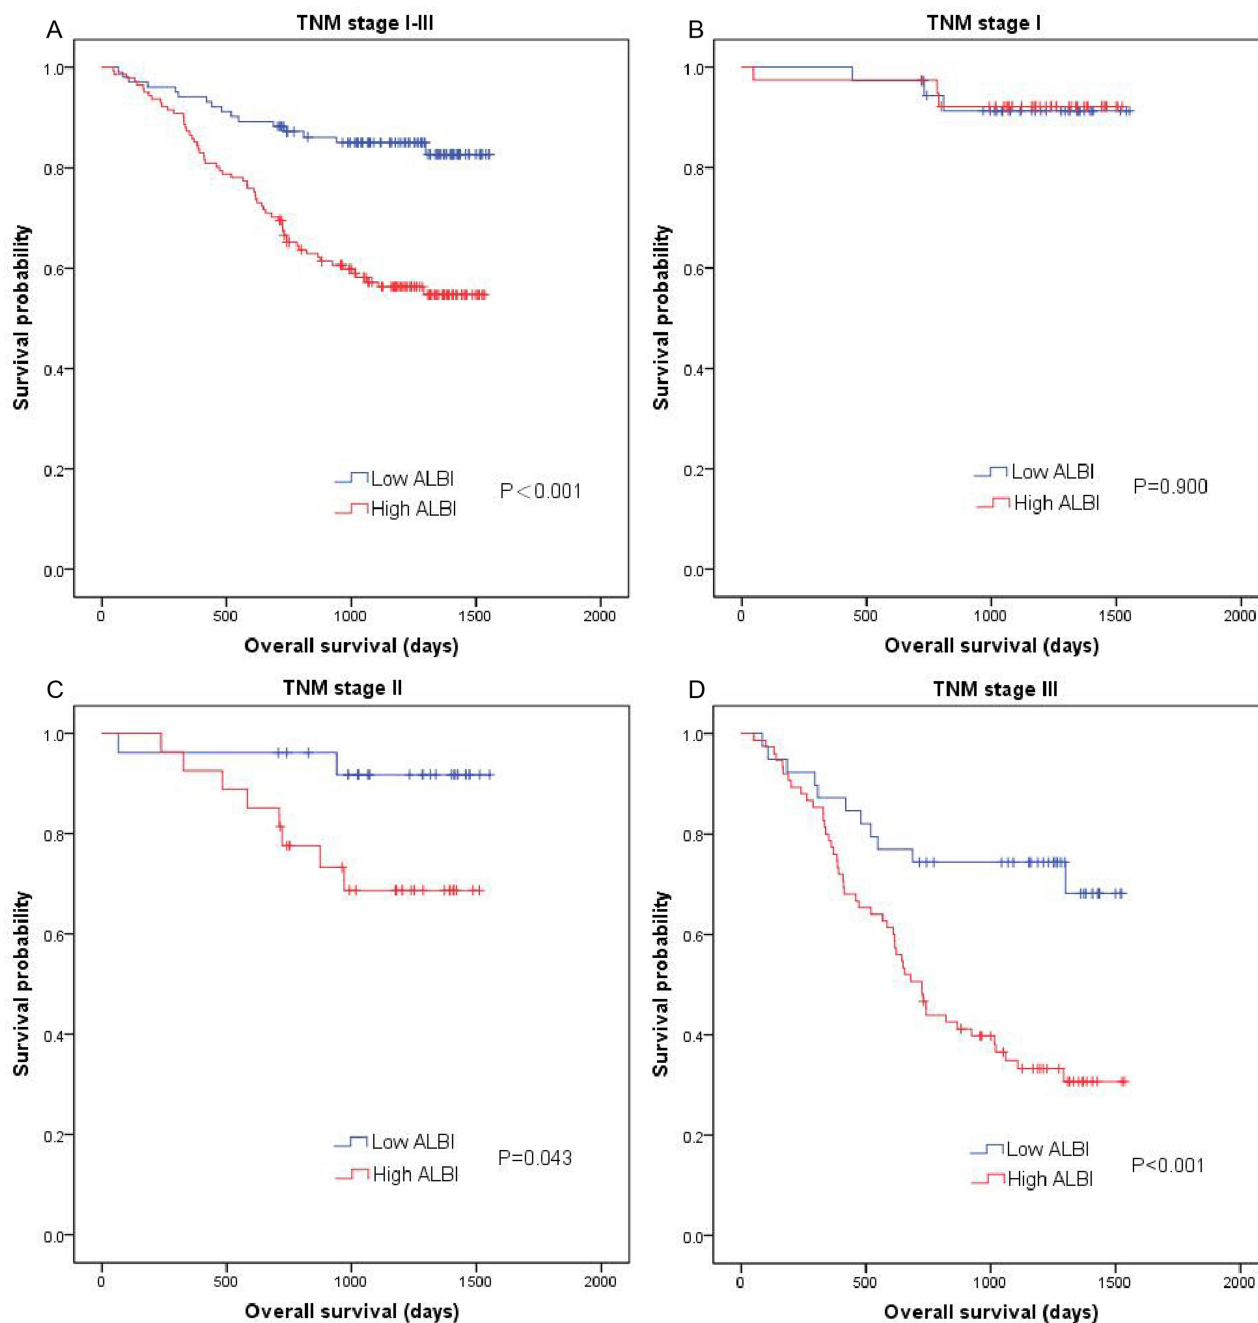 A
TNM stage I-III
1.0
0.8
0.6
0.4
0.2
0.0
Survival probability
Low ALBI
High ALBI
P<0.001
0
500
1000
1500
2000
Overall survival (days)
B
TNM stage I
1.0
0.8
0.6
0.4
0.2
0.0
Survival probability
Low ALBI
High ALBI
P=0.900
0
500
1000
1500
2000
Overall survival (days)
C
TNM stage II
1.0
0.8
0.6
0.4
0.2
0.0
Survival probability
Low ALBI
High ALBI
P=0.043
0
500
1000
1500
2000
Overall survival (days)
D
TNM stage III
1.0
0.8
0.6
0.4
0.2
0.0
Survival probability
Low ALBI
High ALBI
P<0.001
0
500
1000
1500
2000
Overall survival (days)